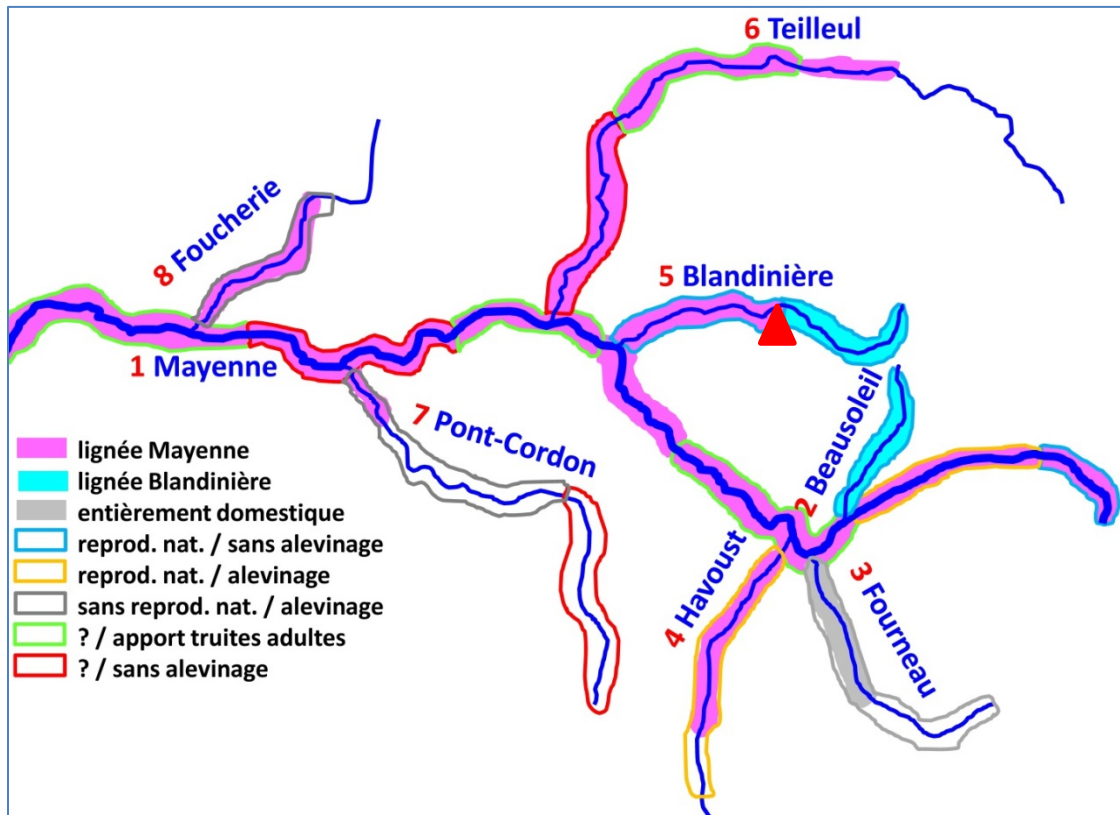 6 Teilleul
8 Foucherie
5 Blandinière
1 Mayenne
7 Pont-Cordon
2 Beausoleil
4 Havoust
3 Fourneau
lignée Mayenne
lignée Blandinière
entièrement domestique
reprod. nat. / sans alevinage
reprod. nat. / alevinage
sans reprod. nat. / alevinage
? / apport truites adultes
? / sans alevinage